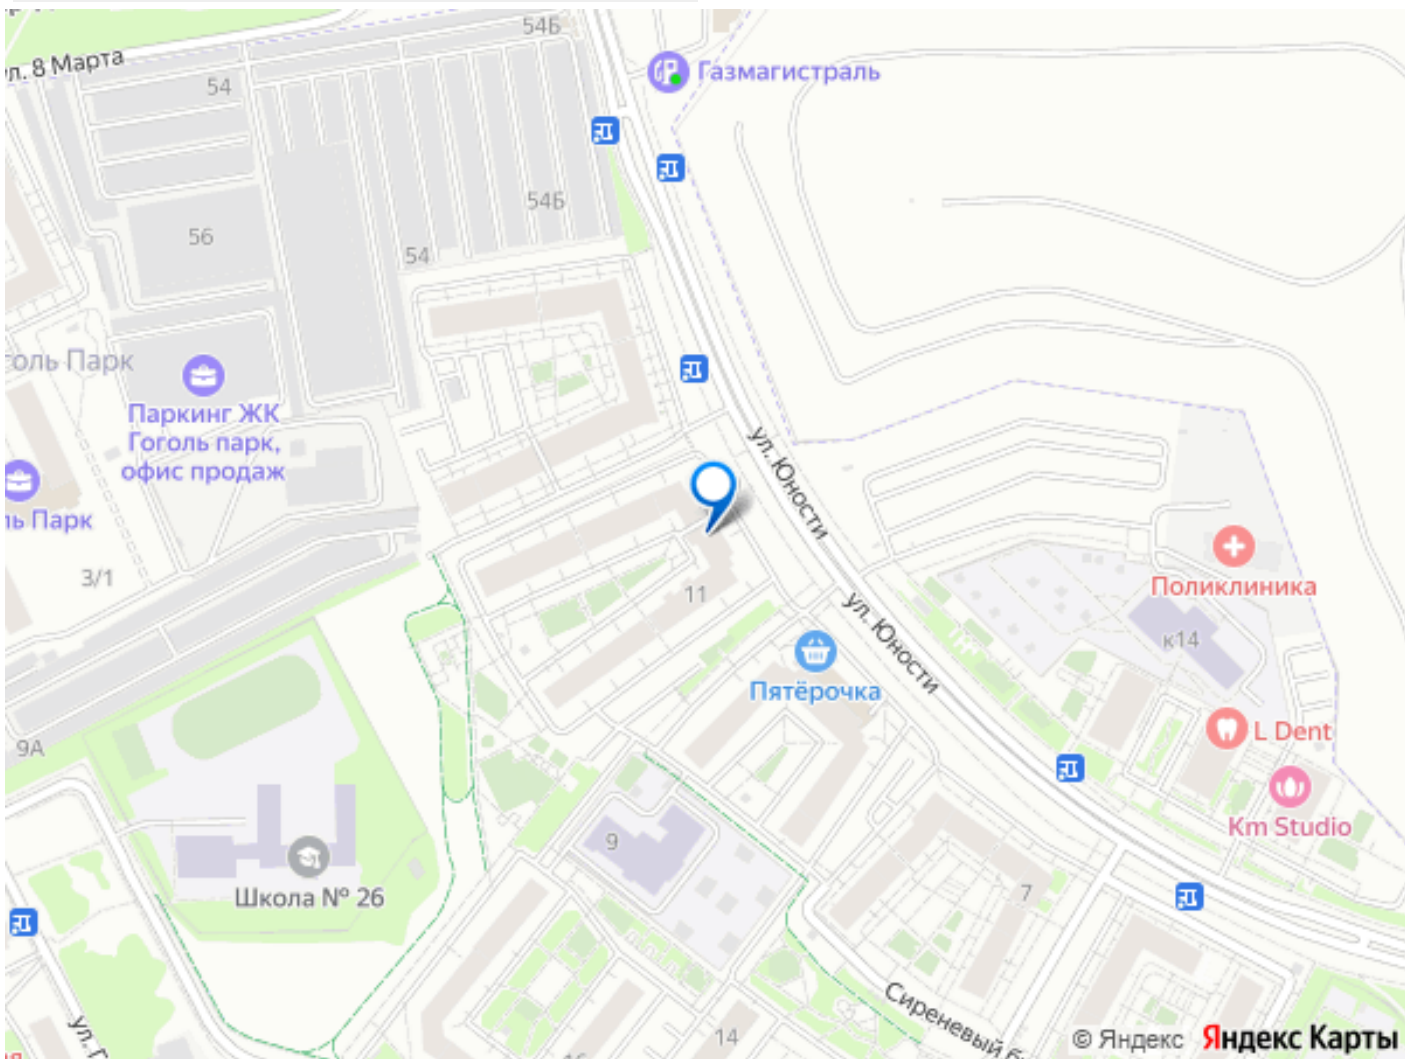 54Б
ул. 8 Марта
54
Газмагистраль
54Б
56
54
оль Парк
Паркинг ЖК
Гоголь парк,
офис продаж
ул. Юности
ль Парк
3/1
Поликлиника
11
ул. Юности
к14
Пятёрочка
L Dent
9А
Km Studio
9
Школа № 26
7
Сиреневый б
ул. Г
14
© Яндекс Яндекс Карты